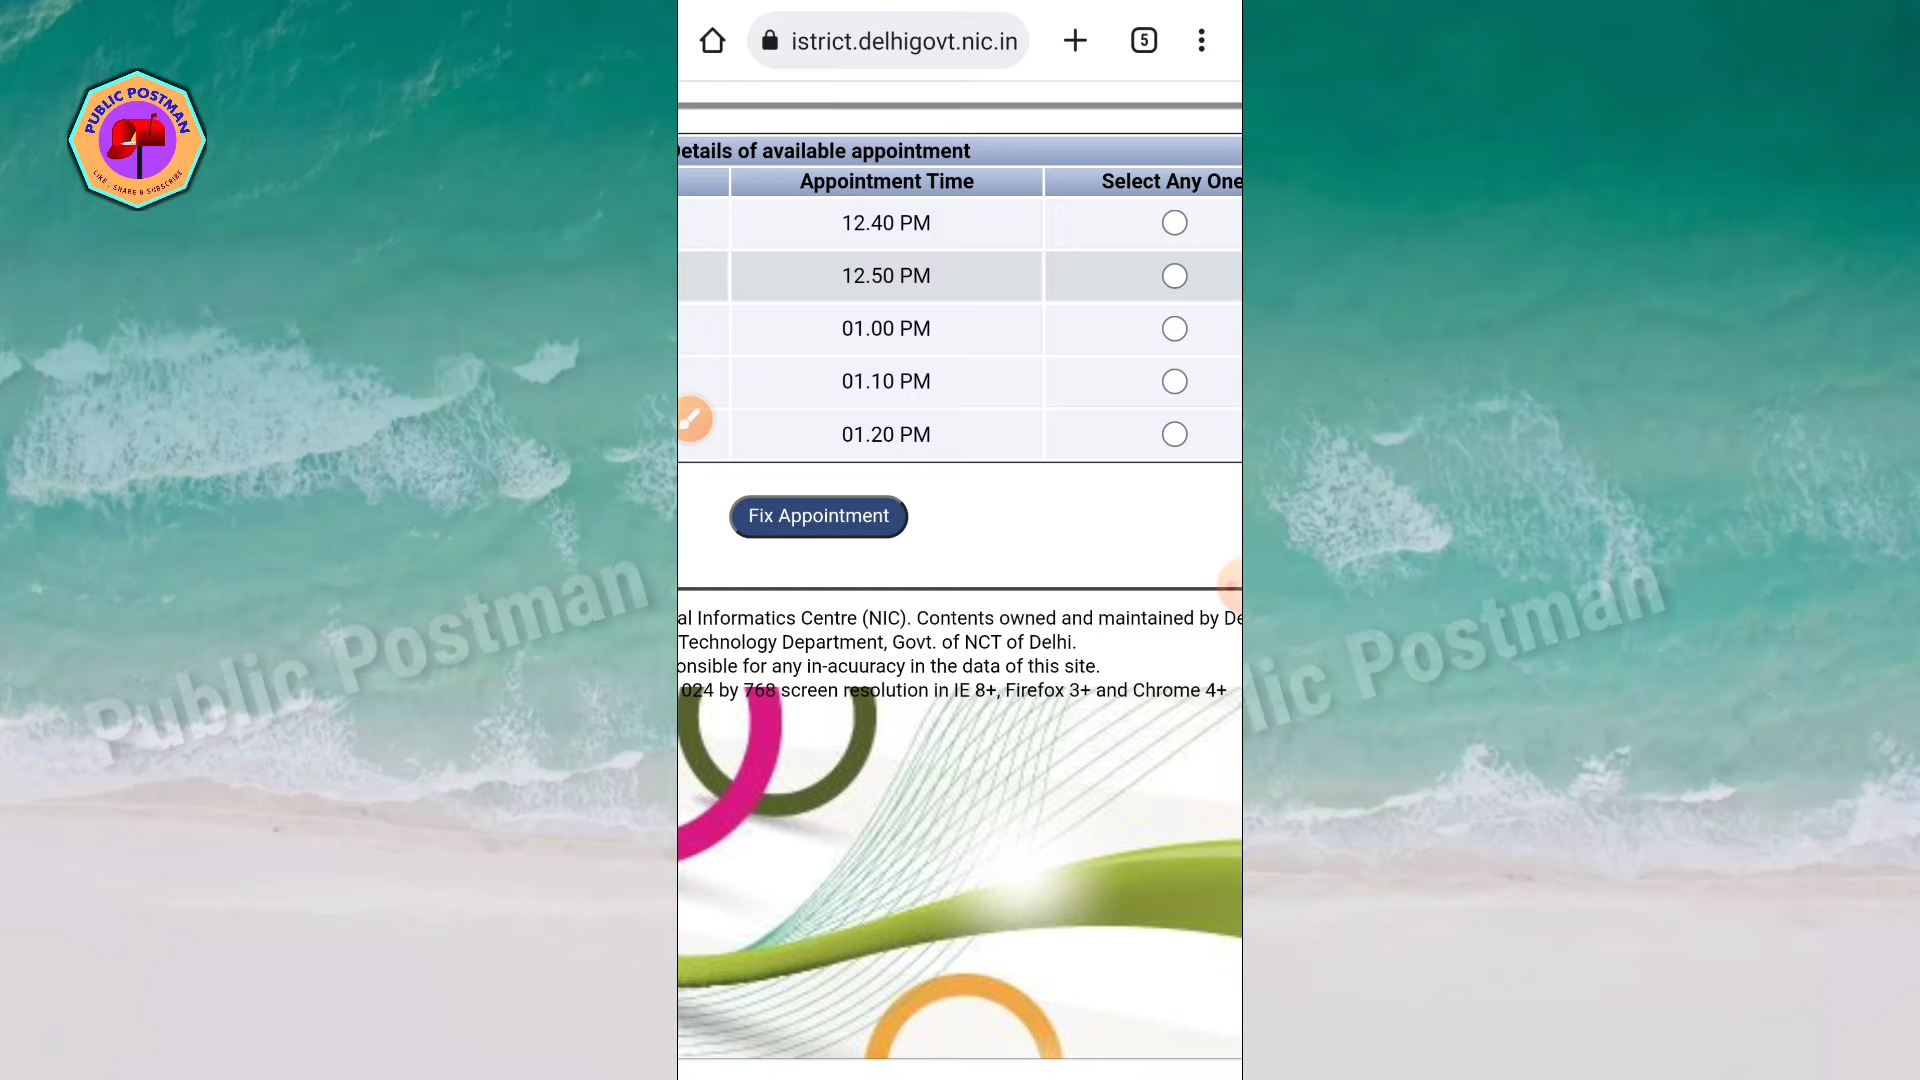 PUBLIC POSTMAN
LIKE , SHARE & SUBSCRIBE
istrict.delhigovt.nic.in
5
Details of available appointment
Appointment Time
Select Any One
12.40 PM
12.50 PM
01.00 PM
01.10 PM
01.20 PM
Fix Appointment
al Informatics Centre (NIC). Contents owned and maintained by De
Technology Department, Govt. of NCT of Delhi.
onsible for any in-acuuracy in the data of this site.
024 by 768 screen resolution in IE 8+, Firefox 3+ and Chrome 4+
Public Postman
lic Postman